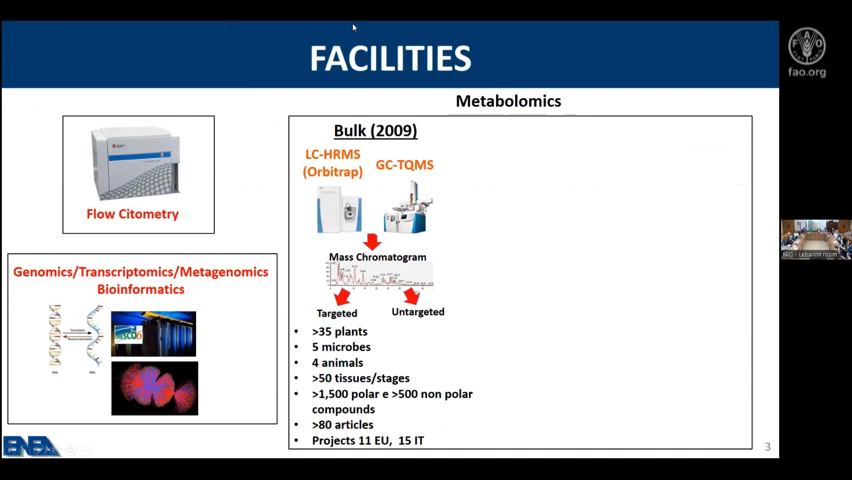 FACILITIES
Metabolomics
Flow Citometry
Genomics/Transcriptomics/Metagenomics
Bioinformatics
Bulk (2009)
LC-HRMS
(Orbitrap)
GC-TQMS
Mass Chromatogram
Targeted
Untargeted
• >35 plants
• 5 microbes
• 4 animals
• >50 tissues/stages
• >1,500 polar e >500 non polar
compounds
• >80 articles
• Projects 11 EU, 15 IT
ENEA
3
FAO
fao.org
FAO - Lebanon room